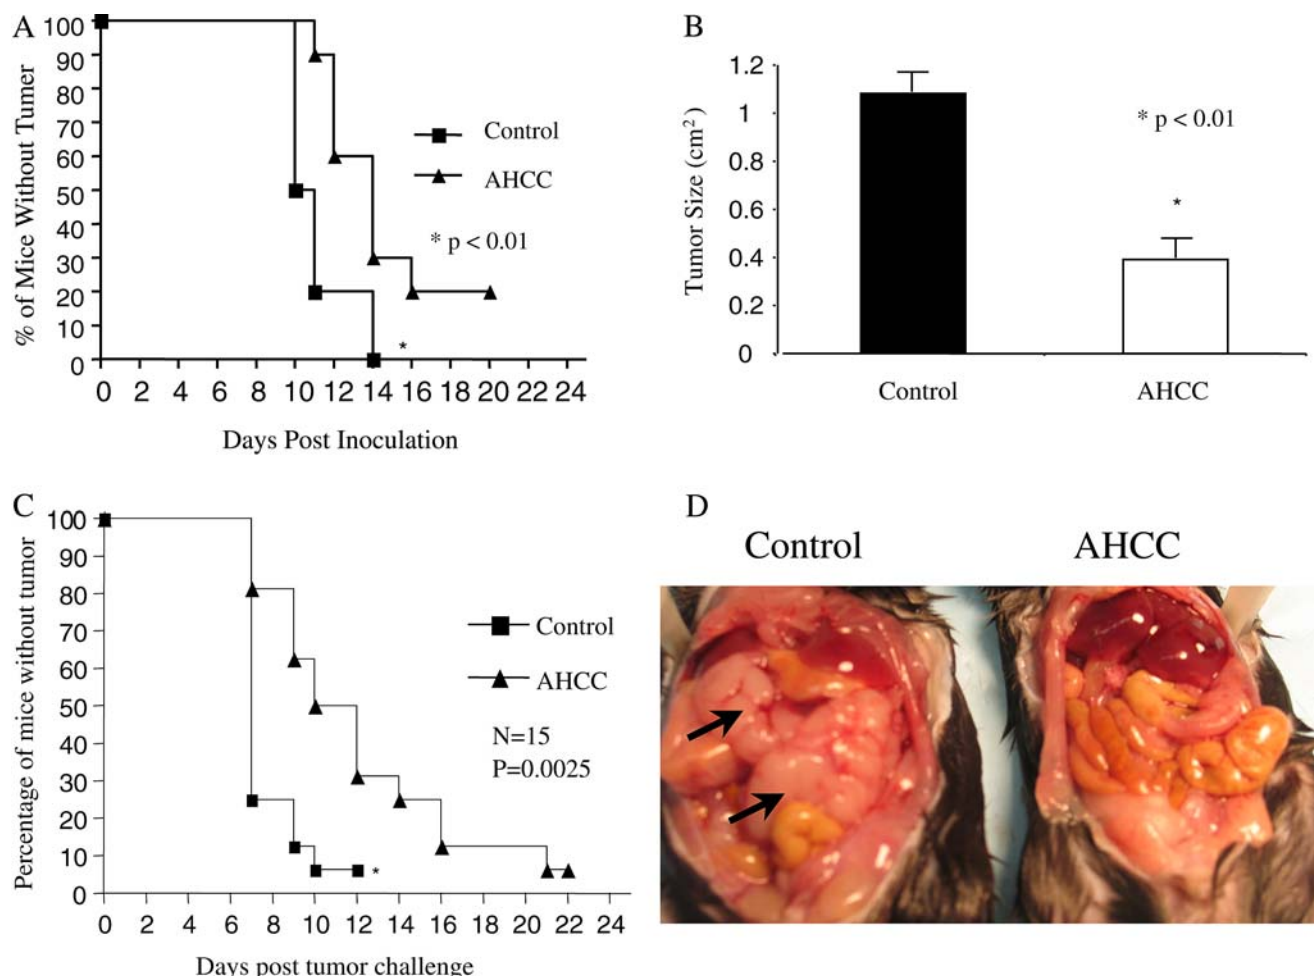 A
% of Mice Without Tumer
100
90
80
70
60
50
40
30
20
10
0
0 2 4 6 8 10 12 14 16 18 20 22 24
Days Post Inoculation
Control
AHCC
* p < 0.01
*
B
Tumor Size (cm²)
1.2
1
0.8
0.6
0.4
0.2
0
* p < 0.01
*
Control AHCC
C
Percentage of mice without tumor
100
90
80
70
60
50
40
30
20
10
0
0 2 4 6 8 10 12 14 16 18 20 22 24
Days post tumor challenge
Control
AHCC
N=15
P=0.0025
*
D
Control AHCC